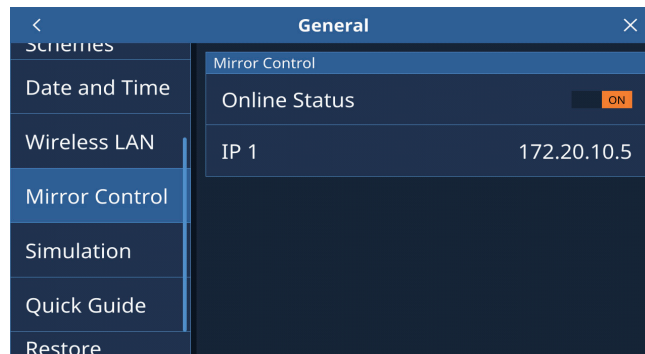 General
Schemes
Date and Time
Wireless LAN
Mirror Control
Simulation
Quick Guide
Restore
Mirror Control
Online Status ON
IP 1 172.20.10.5